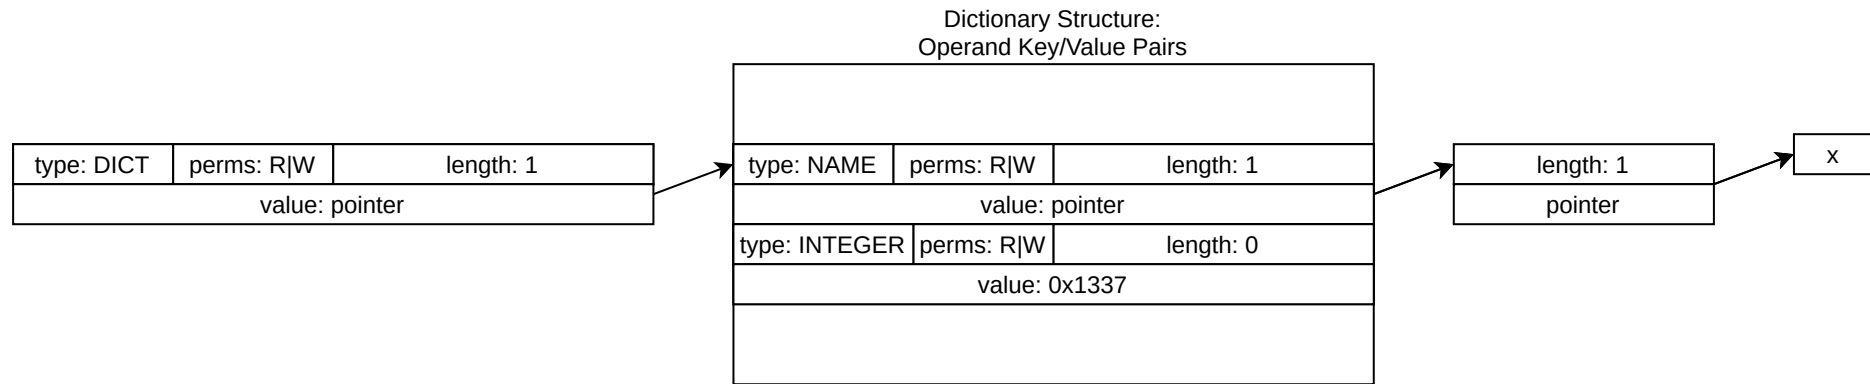 Dictionary Structure:
Operand Key/Value Pairs
type: DICT perms: R|W length: 1
value: pointer
type: NAME perms: R|W length: 1
value: pointer
type: INTEGER perms: R|W length: 0
value: 0x1337
length: 1
pointer
x